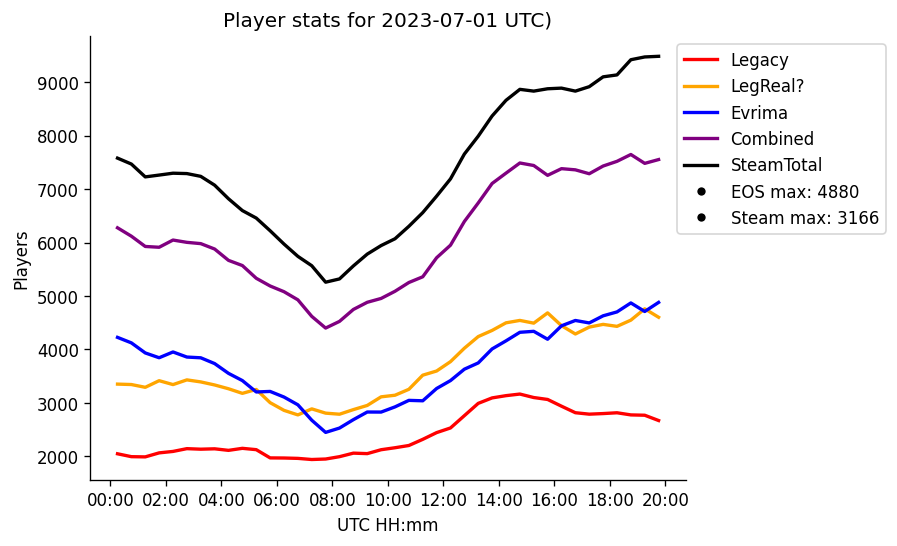 Player stats for 2023-07-01 UTC)
Players
9000
8000
7000
6000
5000
4000
3000
2000
00:00 02:00 04:00 06:00 08:00 10:00 12:00 14:00 16:00 18:00 20:00
UTC HH:mm
Legacy
LegReal?
Evrima
Combined
SteamTotal
EOS max: 4880
Steam max: 3166